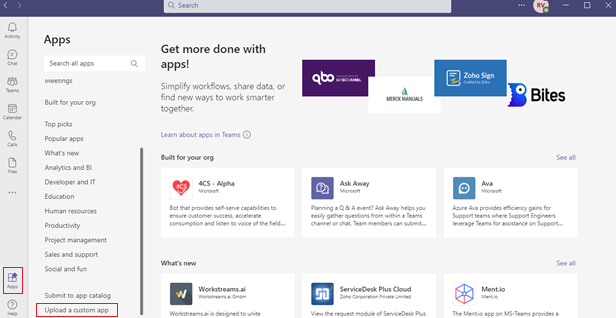 Search
RV
Activity
Chat
Teams
Calendar
Calls
Files
Apps
Help
Apps
Search all apps
Meetings
Built for your org
Top picks
Popular apps
What's new
Analytics and BI
Developer and IT
Education
Human resources
Productivity
Project management
Sales and support
Social and fun
Submit to app catalog
Upload a custom app
Get more done with
apps!
Simplify workflows, share data, or
find new ways to work smarter
together.
Learn about apps in Teams
qbo
MERCK MANUALS
Zoho Sign
Crafted by Zoho
Bites
Built for your org
See all
4CS - Alpha
Microsoft
Bot that provides self-serve capabilities to
ensure customer success, accelerate
consumption and listen to voice of the field...
Ask Away
Microsoft
Planning a Q & A event? Ask Away helps you
easily gather questions from within a Teams
channel or chat. Team members can submit...
Ava
Microsoft
Azure Ava provides efficiency gains for
Support teams where Support Engineers
leverage Teams for assistance on Support...
What's new
See all
Workstreams.ai
Workstreams.ai GmbH
Workstreams.ai is designed to unite
ServiceDesk Plus Cloud
Zoho Corporation Private Limited
View the request module of ServiceDesk Plus
Ment.io
Ment.io
The Ment.io app on MS-Teams provides a